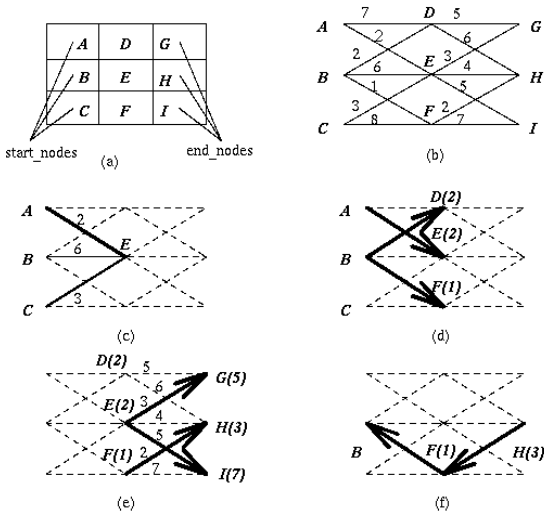 A D G
B E H
C F I
start_nodes end_nodes
(a)
7 D 5
A G
2 6
E
2 3
B 6 4 H
1 5
3 F 2
C 8 7 I
(b)
A
2
B 6 E
3
C
(c)
D(2)
A
E(2)
B
F(1)
C
(d)
D(2) 5
6 G(5)
E(2) 3
4 H(3)
5
F(1) 2
7 I(7)
(e)
B F(1) H(3)
(f)